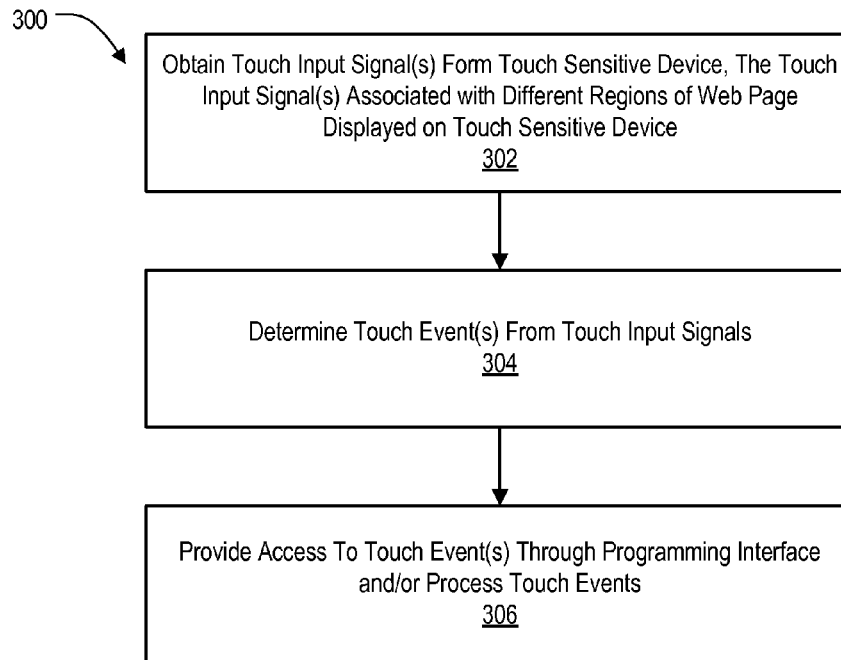 300
Obtain Touch Input Signal(s) Form Touch Sensitive Device, The Touch
Input Signal(s) Associated with Different Regions of Web Page
Displayed on Touch Sensitive Device
302
Determine Touch Event(s) From Touch Input Signals
304
Provide Access To Touch Event(s) Through Programming Interface
and/or Process Touch Events
306